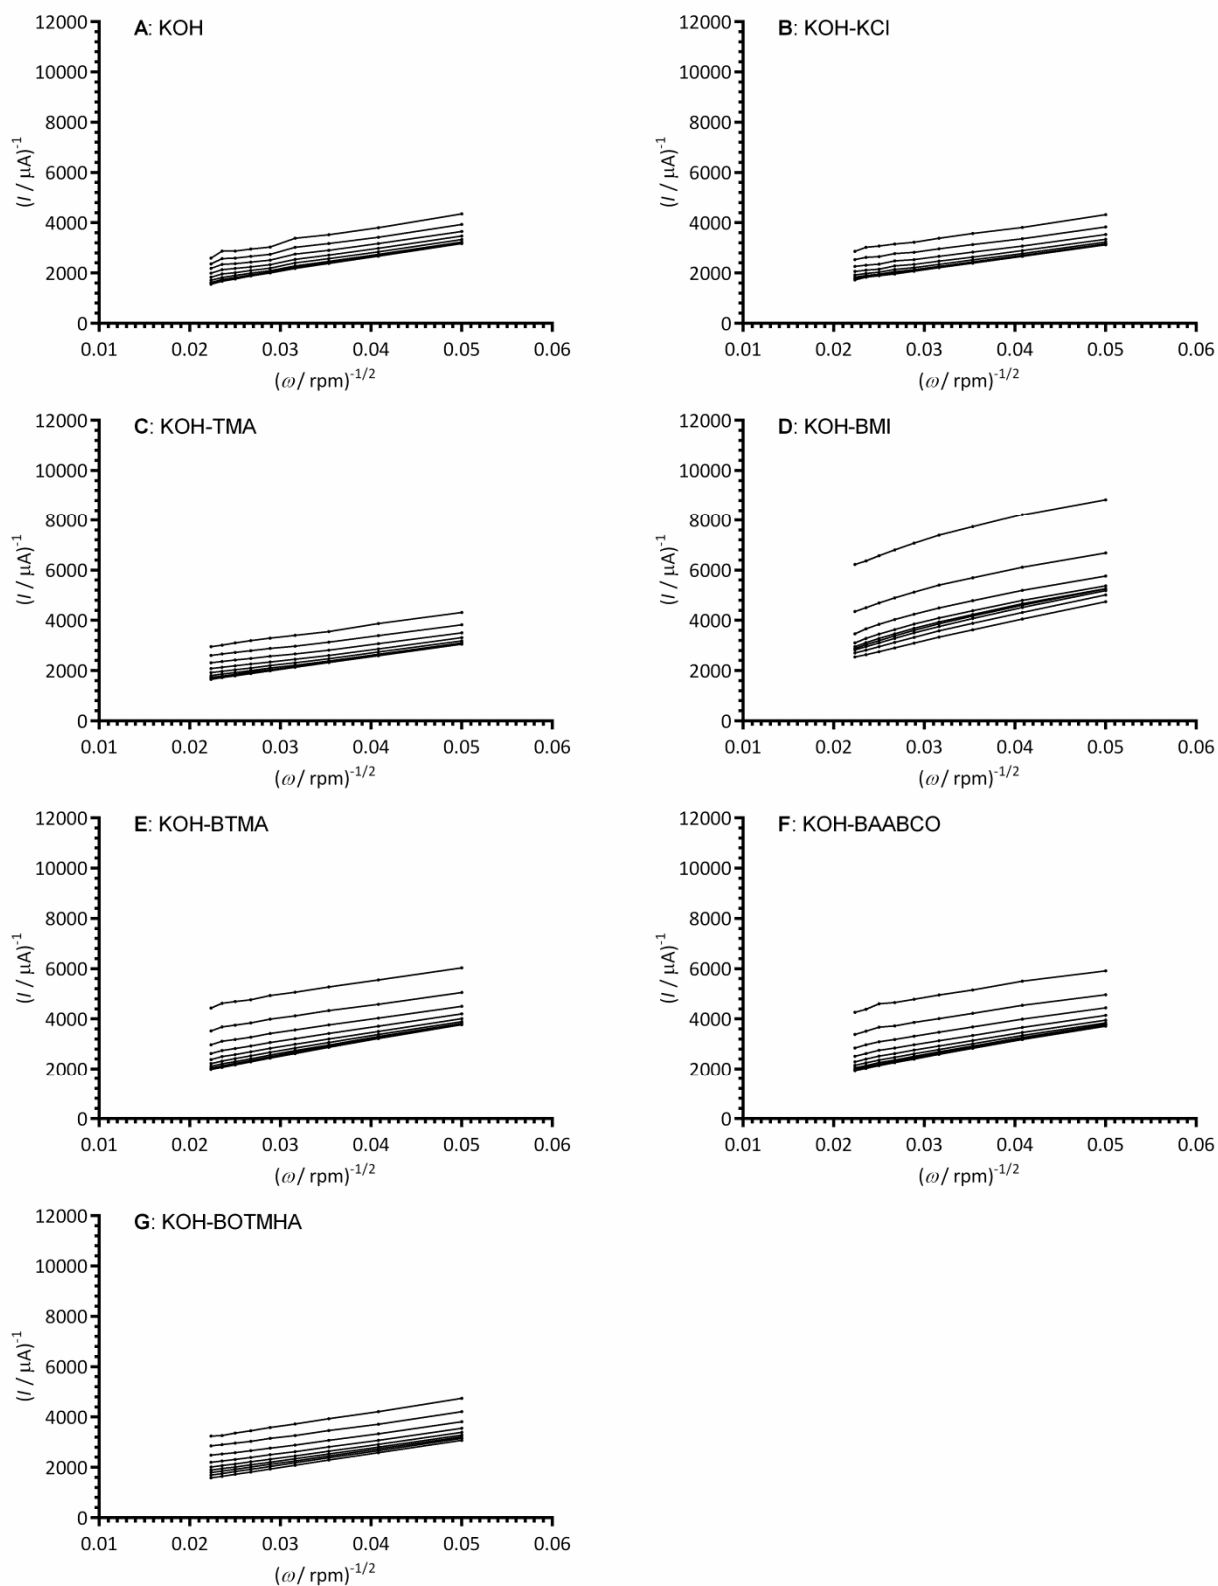 A: KOH
12000
10000
8000
6000
4000
2000
0
(I / μA)⁻¹
0.01 0.02 0.03 0.04 0.05 0.06
(ω / rpm)⁻¹/²
B: KOH-KCl
12000
10000
8000
6000
4000
2000
0
(I / μA)⁻¹
0.01 0.02 0.03 0.04 0.05 0.06
(ω / rpm)⁻¹/²
C: KOH-TMA
12000
10000
8000
6000
4000
2000
0
(I / μA)⁻¹
0.01 0.02 0.03 0.04 0.05 0.06
(ω / rpm)⁻¹/²
D: KOH-BMI
12000
10000
8000
6000
4000
2000
0
(I / μA)⁻¹
0.01 0.02 0.03 0.04 0.05 0.06
(ω / rpm)⁻¹/²
E: KOH-BTMA
12000
10000
8000
6000
4000
2000
0
(I / μA)⁻¹
0.01 0.02 0.03 0.04 0.05 0.06
(ω / rpm)⁻¹/²
F: KOH-BAABCO
12000
10000
8000
6000
4000
2000
0
(I / μA)⁻¹
0.01 0.02 0.03 0.04 0.05 0.06
(ω / rpm)⁻¹/²
G: KOH-BOTMHA
12000
10000
8000
6000
4000
2000
0
(I / μA)⁻¹
0.01 0.02 0.03 0.04 0.05 0.06
(ω / rpm)⁻¹/²